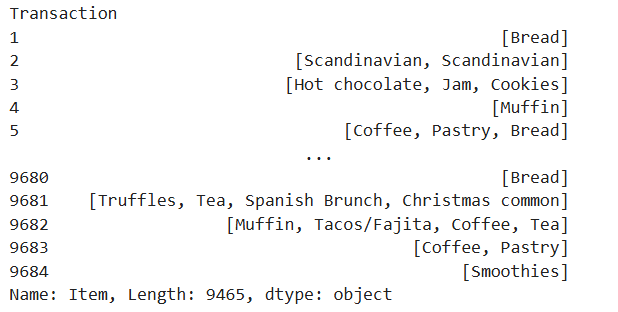 Transaction
1 [Bread]
2 [Scandinavian, Scandinavian]
3 [Hot chocolate, Jam, Cookies]
4 [Muffin]
5 [Coffee, Pastry, Bread]
...
9680 [Bread]
9681 [Truffles, Tea, Spanish Brunch, Christmas common]
9682 [Muffin, Tacos/Fajita, Coffee, Tea]
9683 [Coffee, Pastry]
9684 [Smoothies]
Name: Item, Length: 9465, dtype: object